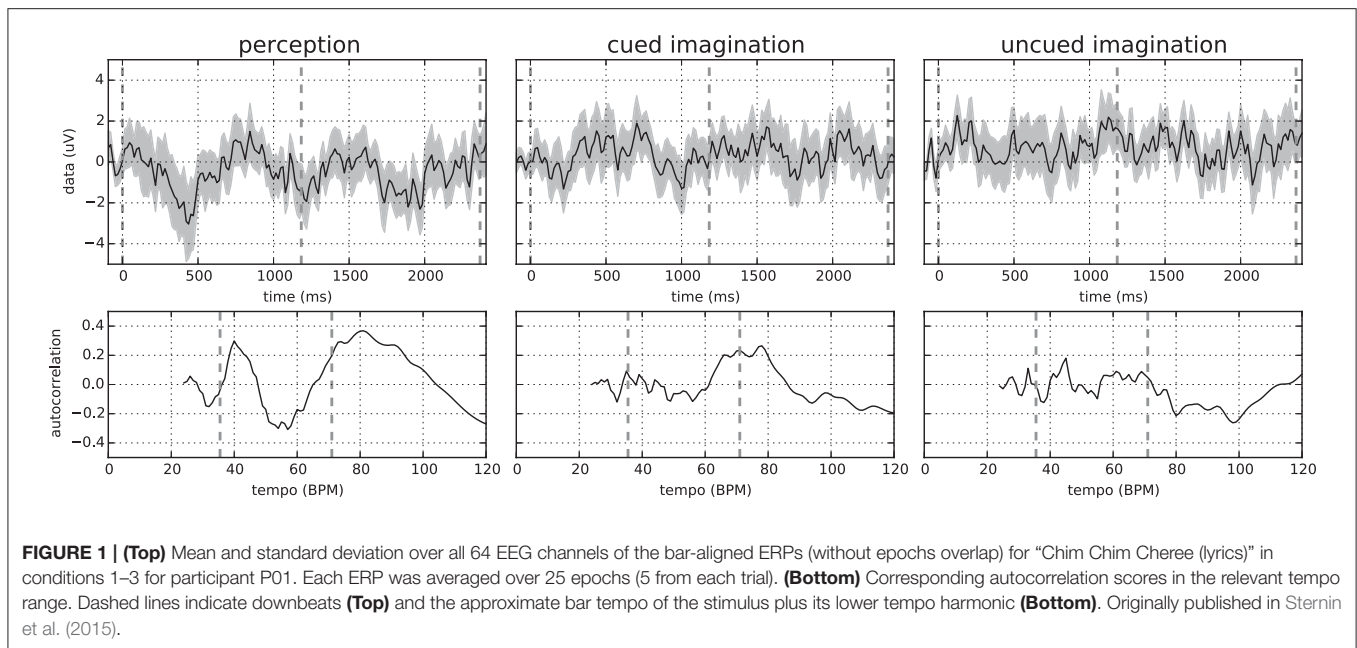 perception
cued imagination
uncued imagination
data (uV)
4
2
0
−2
−4
0 500 1000 1500 2000
time (ms)
0 500 1000 1500 2000
time (ms)
0 500 1000 1500 2000
time (ms)
autocorrelation
0.4
0.2
0.0
−0.2
−0.4
0 20 40 60 80 100 120
tempo (BPM)
0 20 40 60 80 100 120
tempo (BPM)
0 20 40 60 80 100 120
tempo (BPM)
FIGURE 1 | (Top) Mean and standard deviation over all 64 EEG channels of the bar-aligned ERPs (without epochs overlap) for “Chim Chim Cheree (lyrics)” in
conditions 1–3 for participant P01. Each ERP was averaged over 25 epochs (5 from each trial). (Bottom) Corresponding autocorrelation scores in the relevant tempo
range. Dashed lines indicate downbeats (Top) and the approximate bar tempo of the stimulus plus its lower tempo harmonic (Bottom). Originally published in Sternin
et al. (2015).